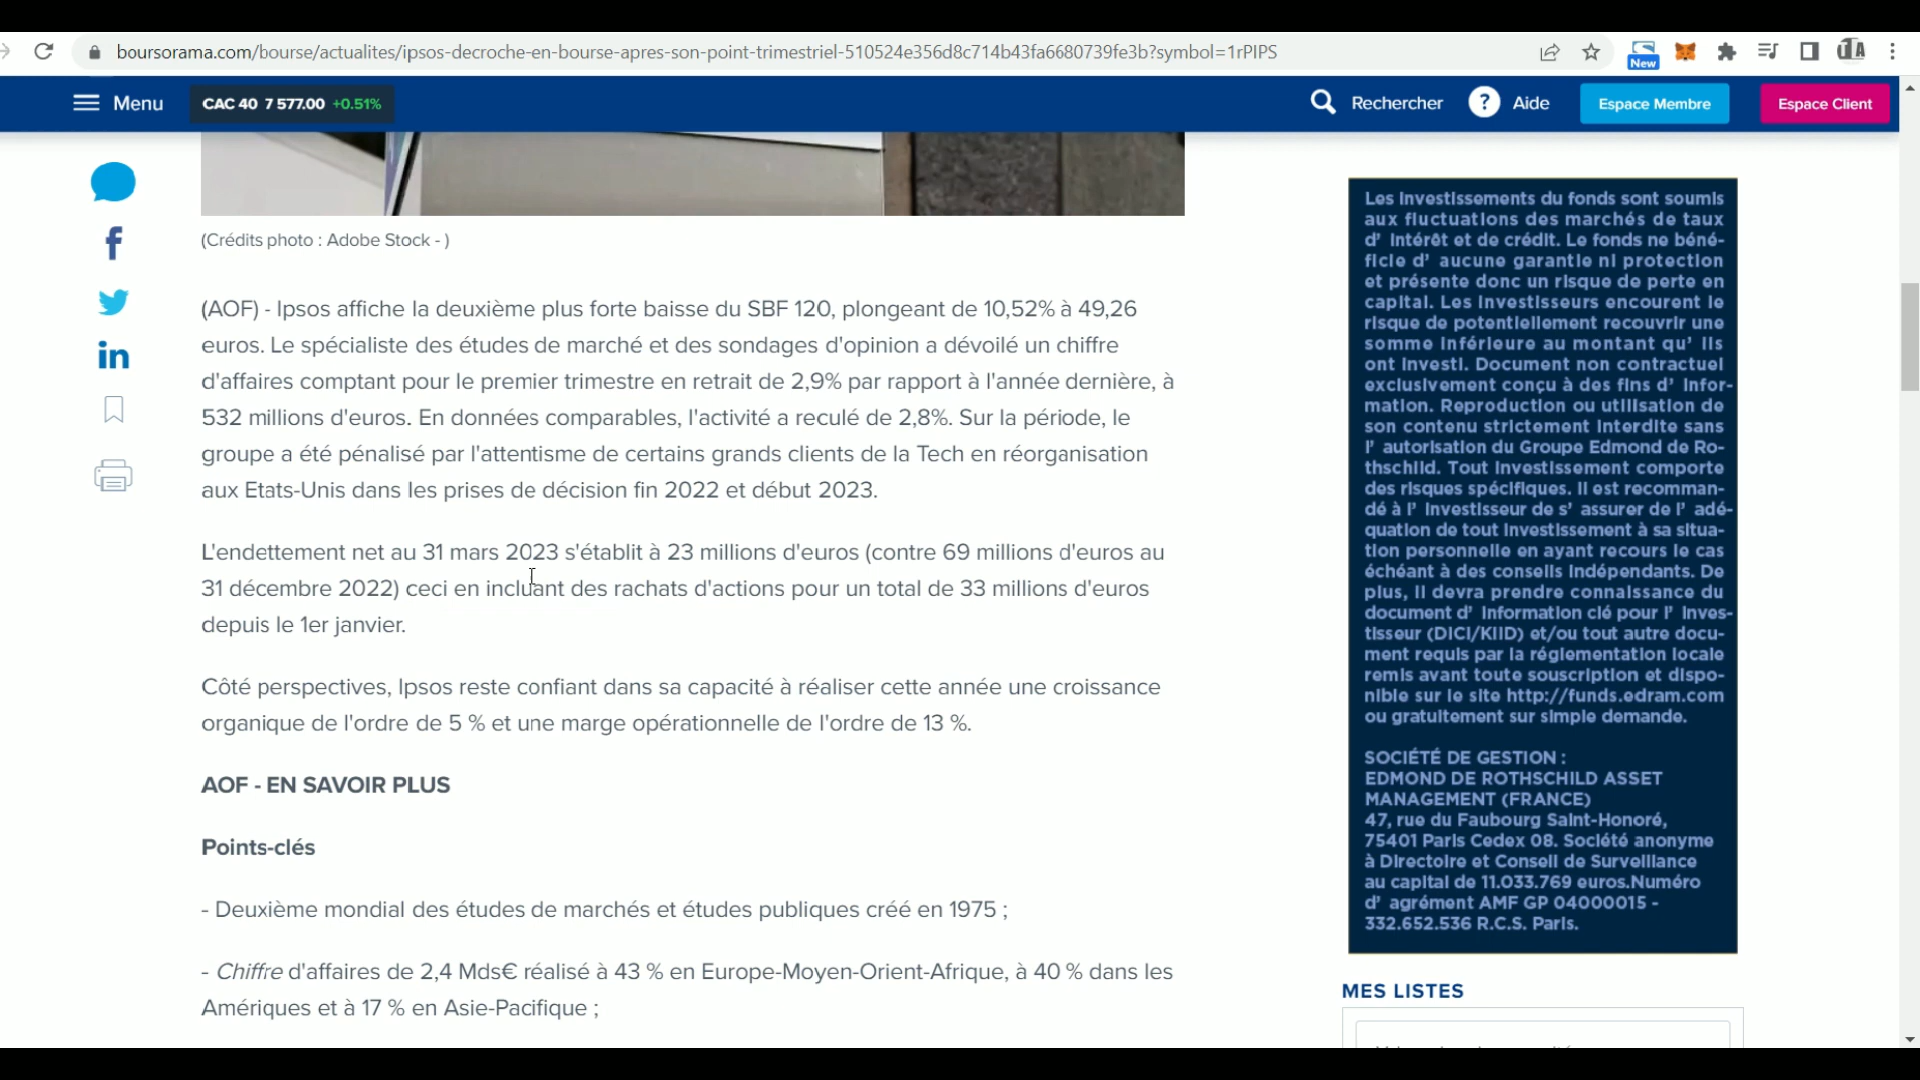 boursorama.com/bourse/actualites/ipsos-decroche-en-bourse-apres-son-point-trimestriel-510524e356d8c714b43fa6680739fe3b?symbol=1rPIPS
New
Menu
CAC 40 7 577.00 +0.51%
Rechercher
? Aide
Espace Membre
Espace Client
(Crédits photo : Adobe Stock - )
(AOF) - Ipsos affiche la deuxième plus forte baisse du SBF 120, plongeant de 10,52% à 49,26
euros. Le spécialiste des études de marché et des sondages d'opinion a dévoilé un chiffre
d'affaires comptant pour le premier trimestre en retrait de 2,9% par rapport à l'année dernière, à
532 millions d'euros. En données comparables, l'activité a reculé de 2,8%. Sur la période, le
groupe a été pénalisé par l'attentisme de certains grands clients de la Tech en réorganisation
aux Etats-Unis dans les prises de décision fin 2022 et début 2023.
L'endettement net au 31 mars 2023 s'établit à 23 millions d'euros (contre 69 millions d'euros au
31 décembre 2022) ceci en incluant des rachats d'actions pour un total de 33 millions d'euros
depuis le 1er janvier.
Côté perspectives, Ipsos reste confiant dans sa capacité à réaliser cette année une croissance
organique de l'ordre de 5 % et une marge opérationnelle de l'ordre de 13 %.
AOF - EN SAVOIR PLUS
Points-clés
- Deuxième mondial des études de marchés et études publiques créé en 1975 ;
- Chiffre d'affaires de 2,4 Mds€ réalisé à 43 % en Europe-Moyen-Orient-Afrique, à 40 % dans les
Amériques et à 17 % en Asie-Pacifique ;
Les investissements du fonds sont soumis
aux fluctuations des marchés de taux
d' intérêt et de crédit. Le fonds ne béné-
ficie d' aucune garantie ni protection
et présente donc un risque de perte en
capital. Les investisseurs encourent le
risque de potentiellement recouvrir une
somme inférieure au montant qu' ils
ont investi. Document non contractuel
exclusivement conçu à des fins d' infor-
mation. Reproduction ou utilisation de
son contenu strictement interdite sans
l' autorisation du Groupe Edmond de Ro-
thschild. Tout investissement comporte
des risques spécifiques. Il est recomman-
dé à l' investisseur de s' assurer de l' adé-
quation de tout investissement à sa situa-
tion personnelle en ayant recours le cas
échéant à des conseils indépendants. De
plus, il devra prendre connaissance du
document d' information clé pour l' inves-
tisseur (DICI/KIID) et/ou tout autre docu-
ment requis par la réglementation locale
remis avant toute souscription et dispo-
nible sur le site http://funds.edram.com
ou gratuitement sur simple demande.
SOCIÉTÉ DE GESTION :
EDMOND DE ROTHSCHILD ASSET
MANAGEMENT (FRANCE)
47, rue du Faubourg Saint-Honoré,
75401 Paris Cedex 08. Société anonyme
à Directoire et Conseil de Surveillance
au capital de 11.033.769 euros.Numéro
d' agrément AMF GP 04000015 -
332.652.536 R.C.S. Paris.
MES LISTES